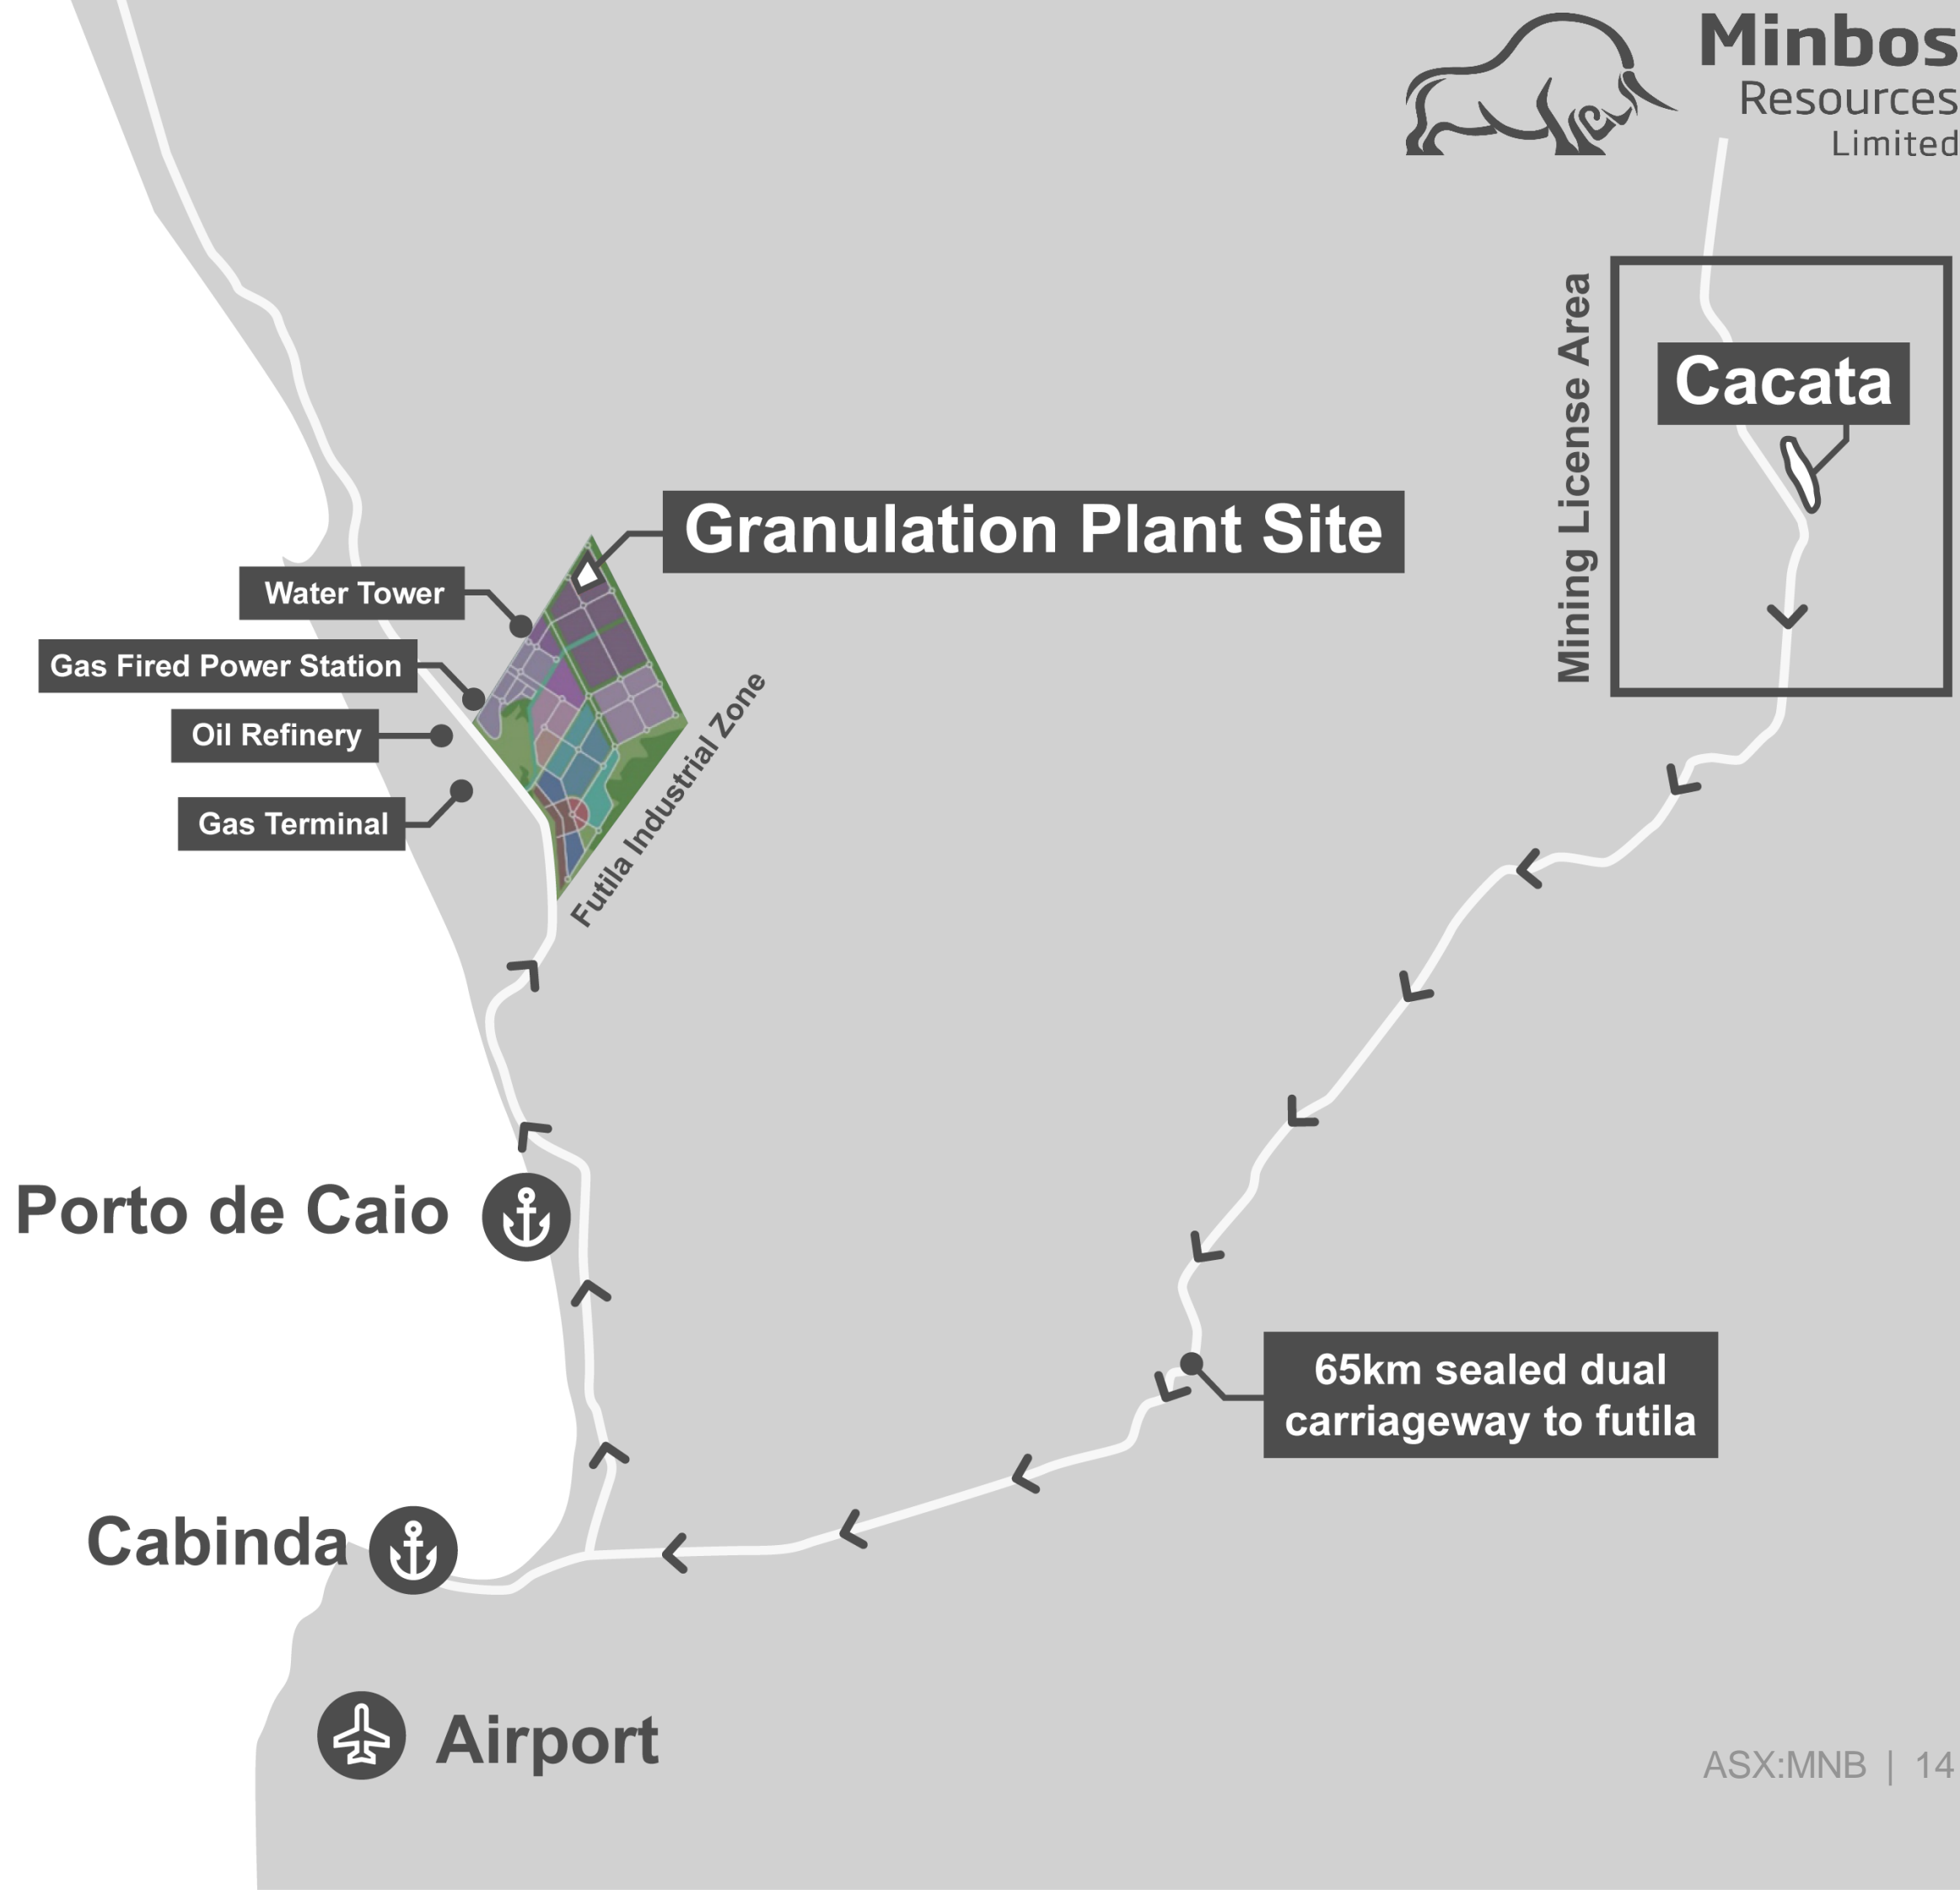 Minbos
Resources
Limited
Mining License Area
Cacata
Granulation Plant Site
Water Tower
Gas Fired Power Station
Oil Refinery
Gas Terminal
Futila Industrial Zone
Porto de Caio
65km sealed dual
carriageway to futila
Cabinda
Airport
ASX:MNB | 14